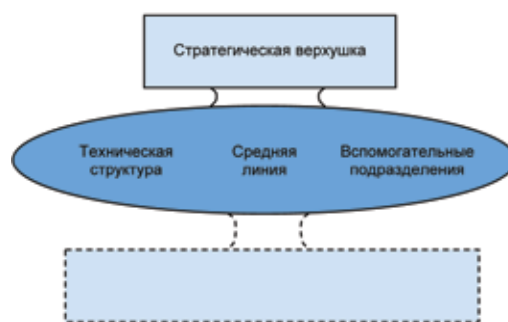 Стратегическая верхушка
Техническая структура
Средняя линия
Вспомогательные подразделения